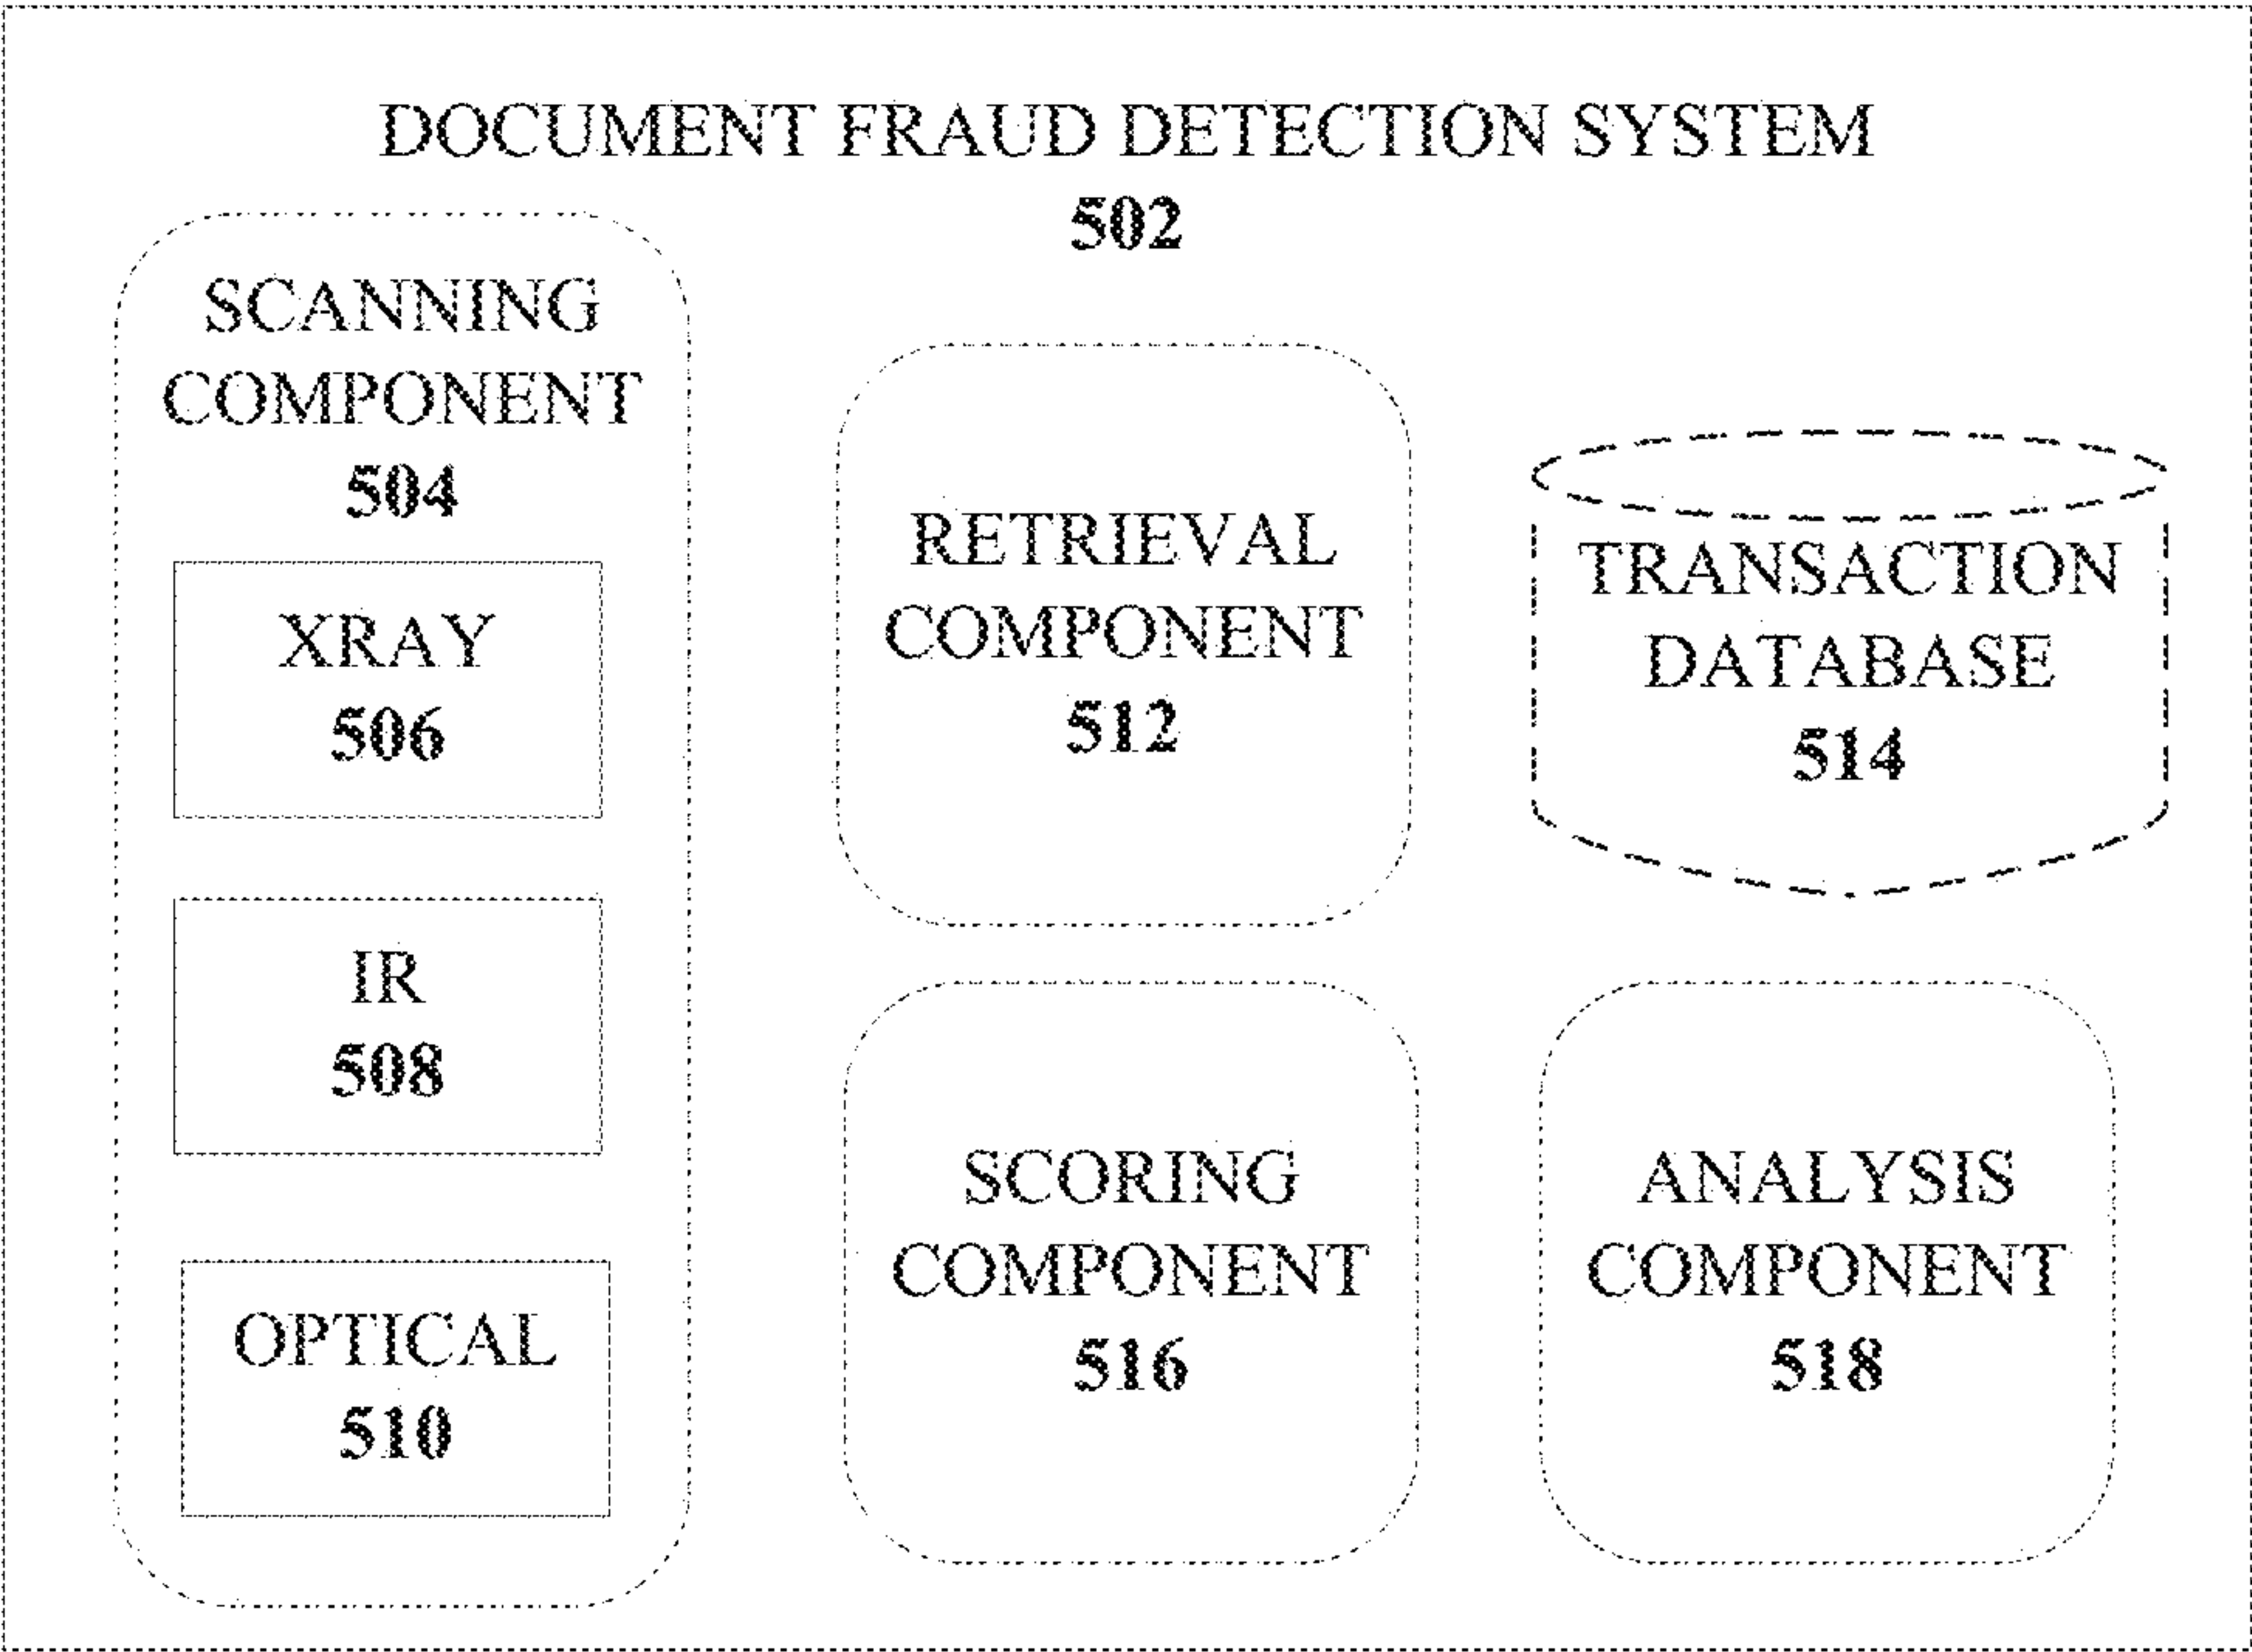 DOCUMENT FRAUD DETECTION SYSTEM
502
SCANNING
COMPONENT
504
XRAY
506
IR
508
OPTICAL
510
RETRIEVAL
COMPONENT
512
TRANSACTION
DATABASE
514
SCORING
COMPONENT
516
ANALYSIS
COMPONENT
518